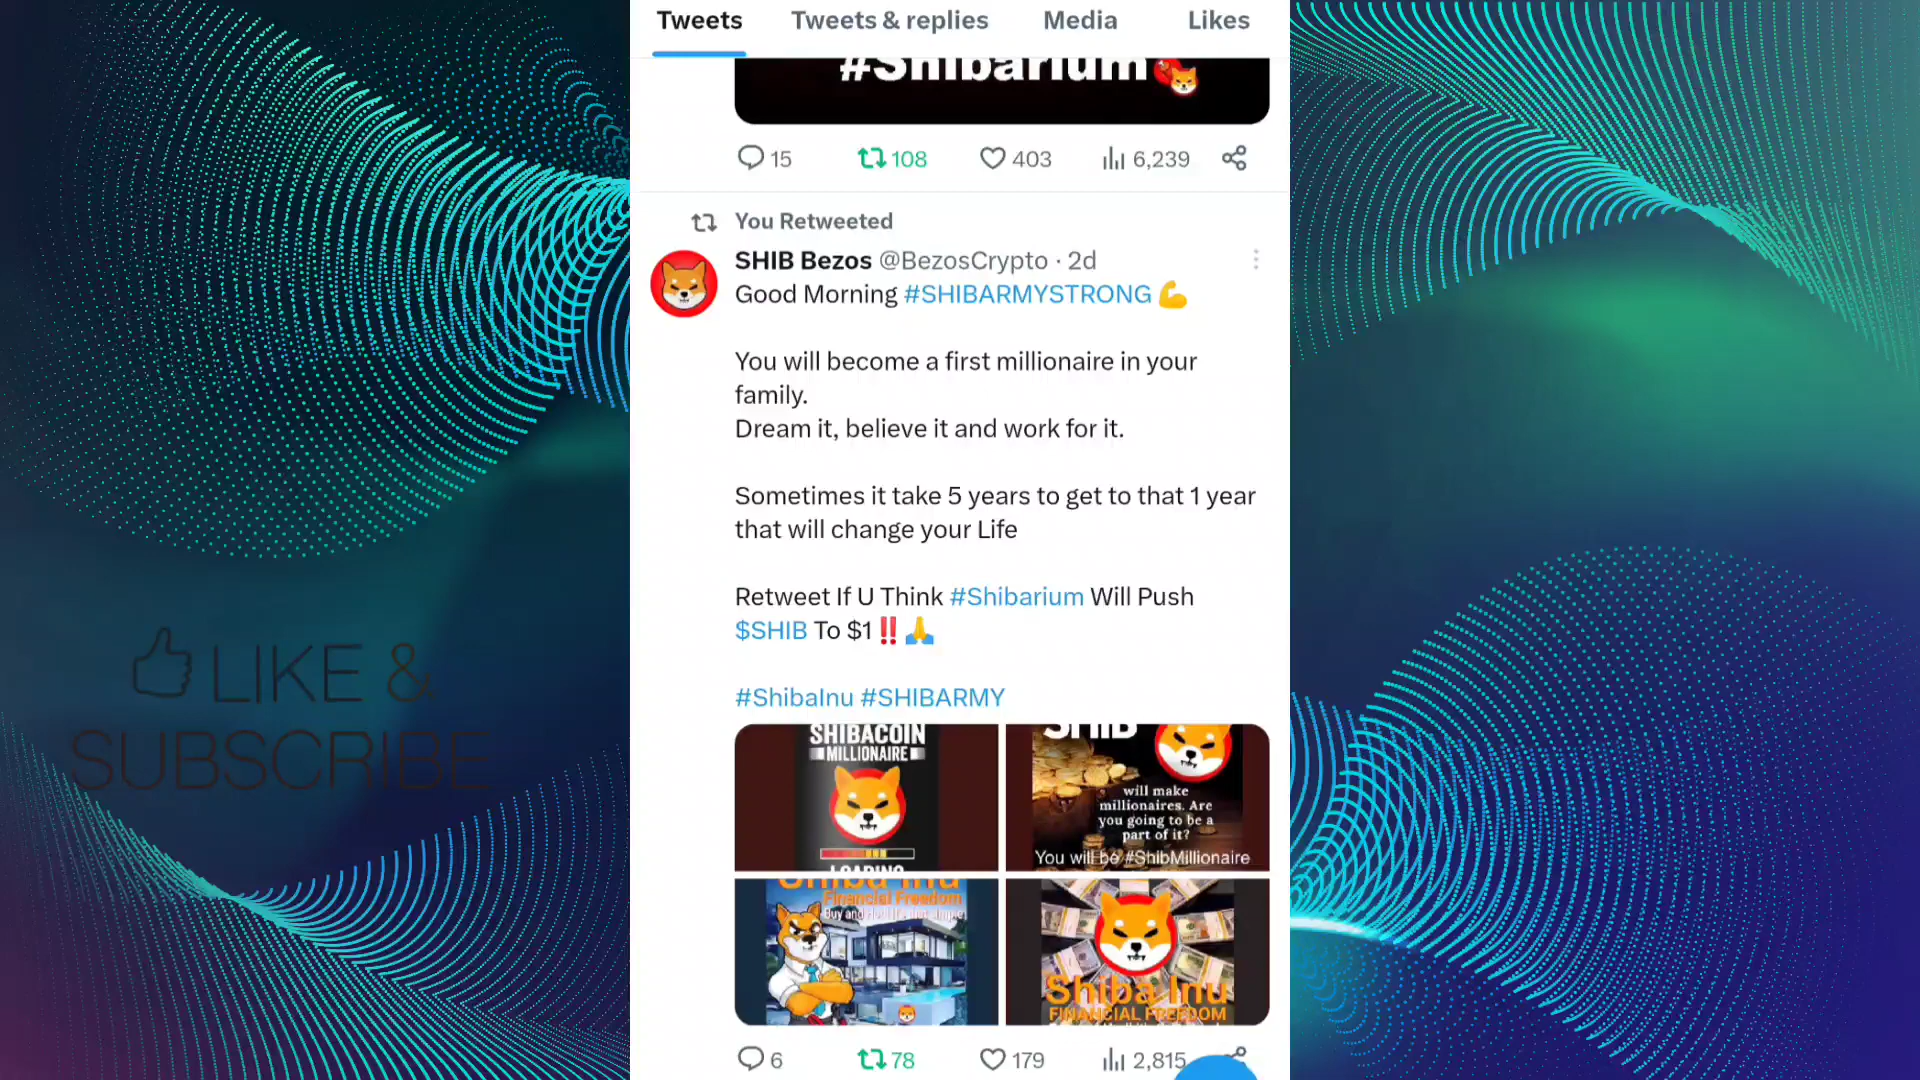 Tweets Tweets & replies Media Likes
#Shibarium
15 108 403 6,239
You Retweeted
SHIB Bezos @BezosCrypto · 2d
Good Morning #SHIBARMYSTRONG 💪
You will become a first millionaire in your
family.
Dream it, believe it and work for it.
Sometimes it take 5 years to get to that 1 year
that will change your Life
Retweet If U Think #Shibarium Will Push
$SHIB To $1‼️🙏
#ShibaInu #SHIBARMY
SHIBACOIN
MILLIONAIRE
LOADING
SHIB
will make
millionaires. Are
you going to be a
part of it?
You will be #ShibMillionaire
Shiba Inu
Financial Freedom
Shiba Inu
FINANCIAL FREEDOM
6 78 179 2,815
LIKE &
SUBSCRIBE